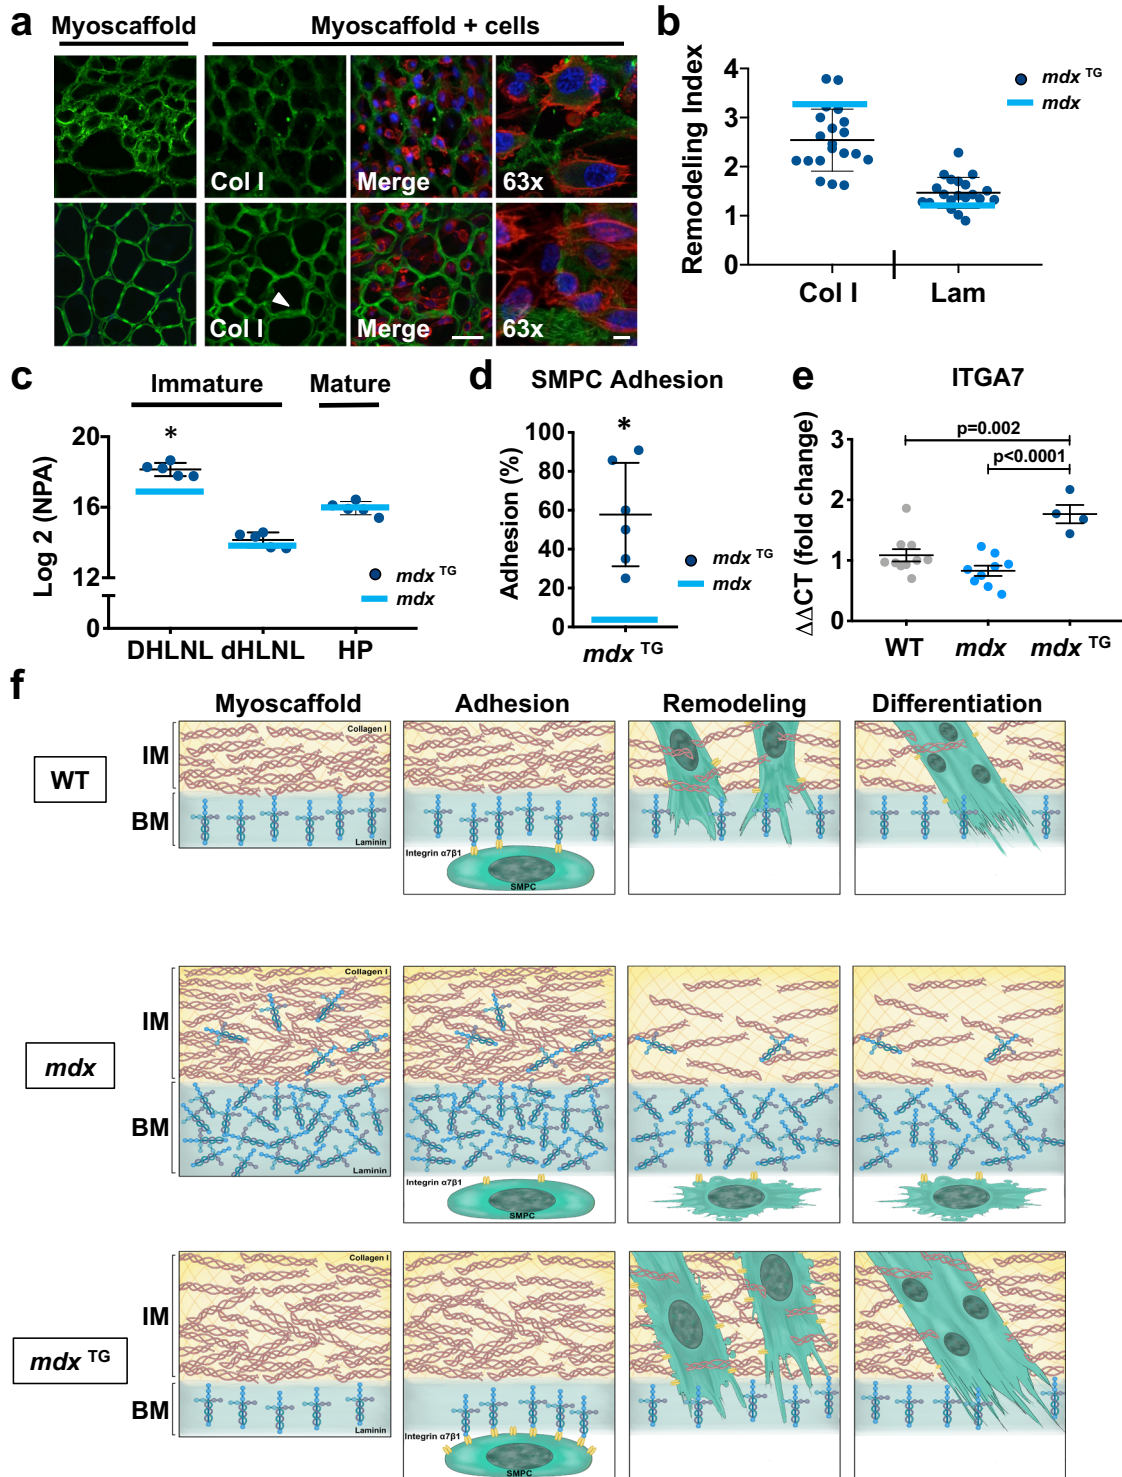 a
Myoscaffold
Myoscaffold + cells
Col I
Merge
63x
Col I
Merge
63x
b
Remodeling Index
4
3
2
1
0
mdx TG
mdx
Col I
Lam
c
Immature
Mature
*
Log 2 (NPA)
20
16
12
0
mdx TG
mdx
DHLNL
dHLNL
HP
d
SMPC Adhesion
*
Adhesion (%)
100
80
60
40
20
0
mdx TG
mdx
mdx TG
e
ITGA7
p=0.002
p<0.0001
ΔΔCT (fold change)
3
2
1
0
WT
mdx
mdx TG
f
Myoscaffold
Adhesion
Remodeling
Differentiation
WT
IM
BM
Collagen I
Laminin
Integrin α7β1
SMPC
mdx
IM
BM
Collagen I
Laminin
Integrin α7β1
SMPC
mdx TG
IM
BM
Collagen I
Laminin
Integrin α7β1
SMPC